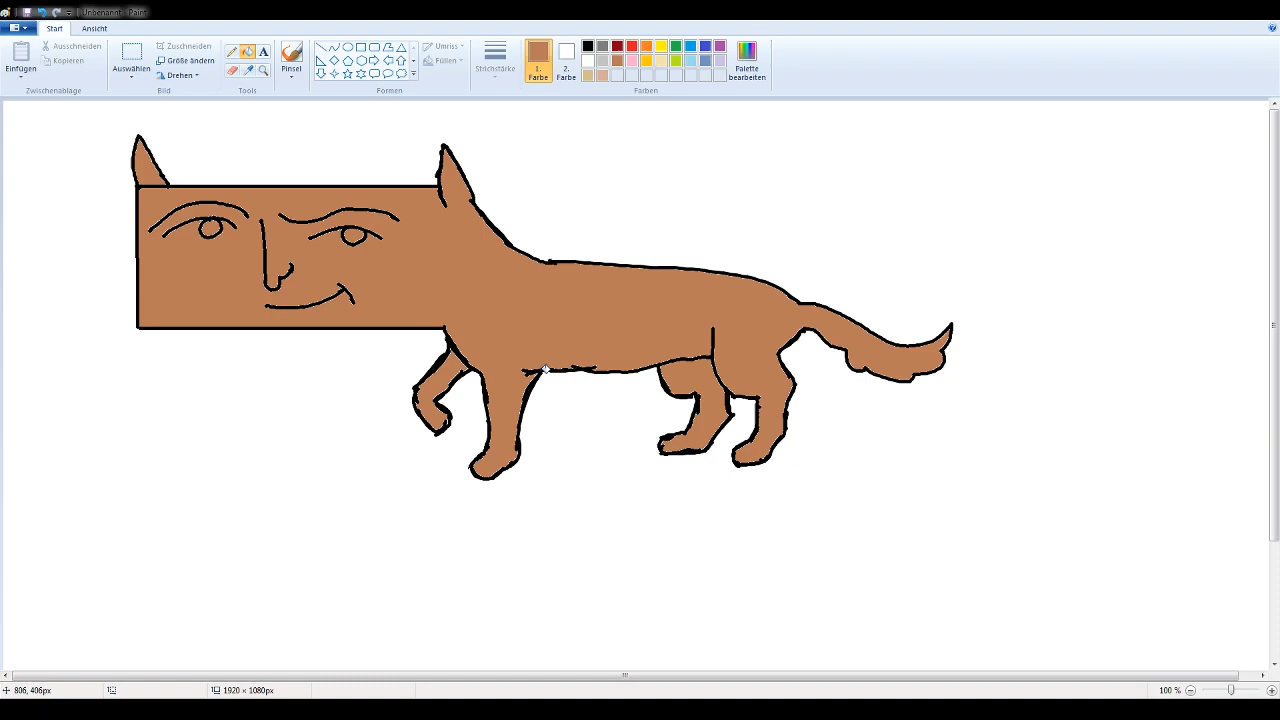 Unbenannt - Paint
Start Ansicht
Einfügen
Ausschneiden
Kopieren
Zwischenablage
Auswählen
Zuschneiden
Größe ändern
Drehen
Bild
A
Tools
Pinsel
Formen
Umriss
Füllen
Strichstärke
1.
Farbe
2.
Farbe
Palette
bearbeiten
Farben
806, 406px
1920 × 1080px
100 %